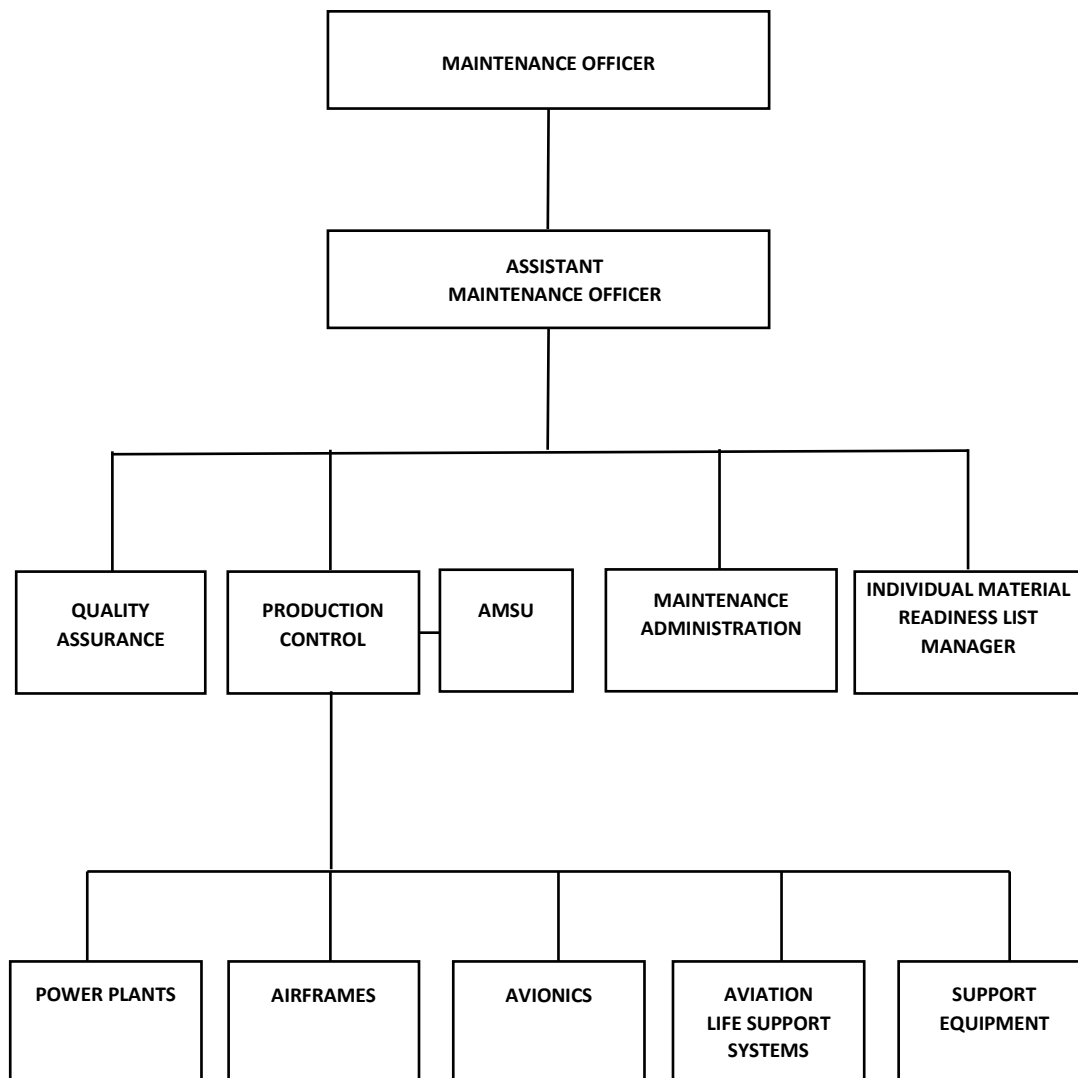 MAINTENANCE OFFICER
ASSISTANT
MAINTENANCE OFFICER
QUALITY
ASSURANCE
PRODUCTION
CONTROL
AMSU
MAINTENANCE
ADMINISTRATION
INDIVIDUAL MATERIAL
READINESS LIST
MANAGER
POWER PLANTS
AIRFRAMES
AVIONICS
AVIATION
LIFE SUPPORT
SYSTEMS
SUPPORT
EQUIPMENT